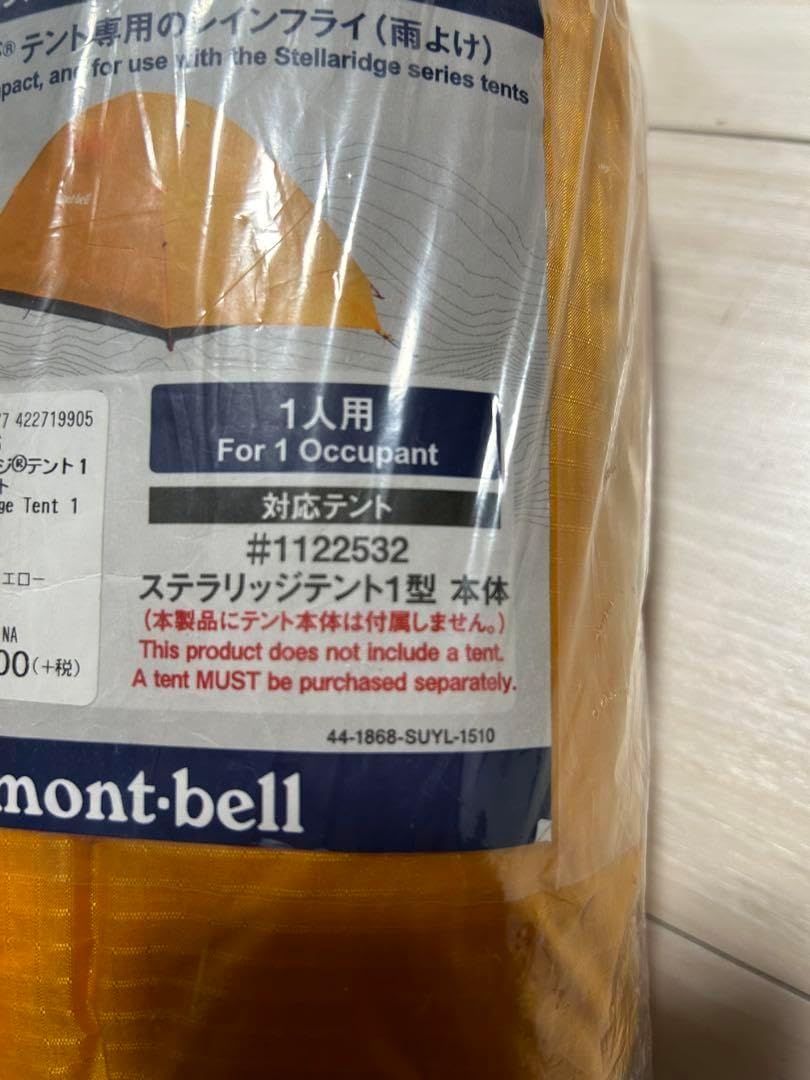 ®テント専用のレインフライ(雨よけ)
and for use with the Stellaridge series tents
mont-bell
1人用
For 1 Occupant
対応テント
#1122532
ステラリッジテント1型 本体
(本製品にテント本体は付属しません。)
This product does not include a tent.
A tent MUST be purchased separately.
44-1868-SUYL-1510
7 422719905
ジ®テント1
ト
ge Tent 1
エロー
NA
00(+税)
mont-bell